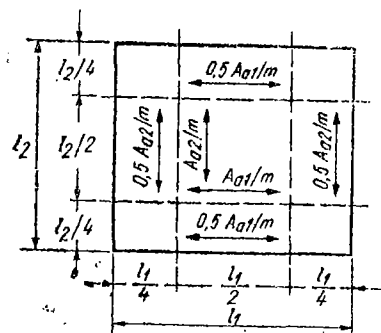 l₂/4
0,5 Aa1/m
l₂
l₂/2
0,5 Aa2/m
Aa2/m
0,5 Aa2/m
Aa1/m
l₂/4
0,5 Aa1/m
l₁/4
l₁/2
l₁/4
l₁